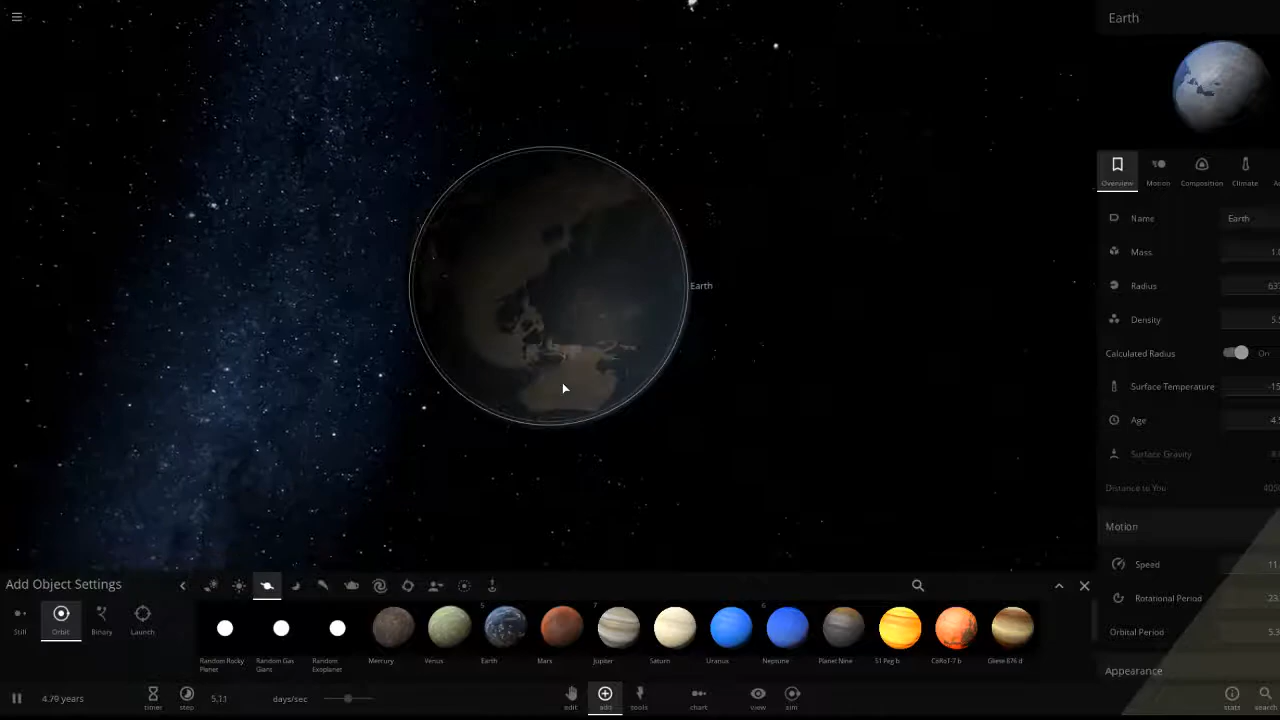 Earth
Earth
Overview
Motion
Composition
Climate
Name
Earth
Mass
Radius
Density
Calculated Radius
On
Surface Temperature
Age
Surface Gravity
Distance to You
Motion
Speed
Rotational Period
Orbital Period
Appearance
Add Object Settings
Still
Orbit
Binary
Launch
5
7
6
Random Rocky Planet
Random Gas Giant
Random Exoplanet
Mercury
Venus
Earth
Mars
Jupiter
Saturn
Uranus
Neptune
Planet Nine
51 Peg b
CoRoT-7 b
Gliese 876 d
4.79 years
timer
step
5.11
days/sec
edit
add
tools
chart
view
sim
stats
search